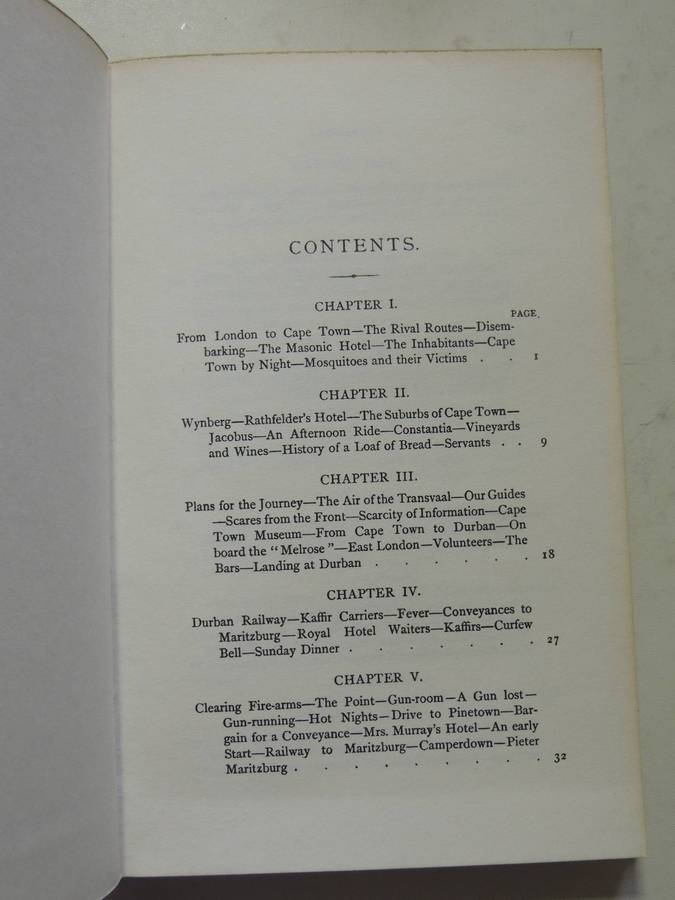 CONTENTS.
CHAPTER I.
PAGE.
From London to Cape Town—The Rival Routes—Disem-
barking—The Masonic Hotel—The Inhabitants—Cape
Town by Night—Mosquitoes and their Victims . . 1
CHAPTER II.
Wynberg—Rathfelder's Hotel—The Suburbs of Cape Town—
Jacobus—An Afternoon Ride—Constantia—Vineyards
and Wines—History of a Loaf of Bread—Servants . . 9
CHAPTER III.
Plans for the Journey—The Air of the Transvaal—Our Guides
—Scares from the Front—Scarcity of Information—Cape
Town Museum—From Cape Town to Durban—On
board the "Melrose"—East London—Volunteers—The
Bars—Landing at Durban . . . . . . 18
CHAPTER IV.
Durban Railway—Kaffir Carriers—Fever—Conveyances to
Maritzburg—Royal Hotel Waiters—Kaffirs—Curfew
Bell—Sunday Dinner . . . . . . . 27
CHAPTER V.
Clearing Fire-arms—The Point—Gun-room—A Gun lost—
Gun-running—Hot Nights—Drive to Pinetown—Bar-
gain for a Conveyance—Mrs. Murray's Hotel—An early
Start—Railway to Maritzburg—Camperdown—Pieter
Maritzburg . . . . . . . . . 32